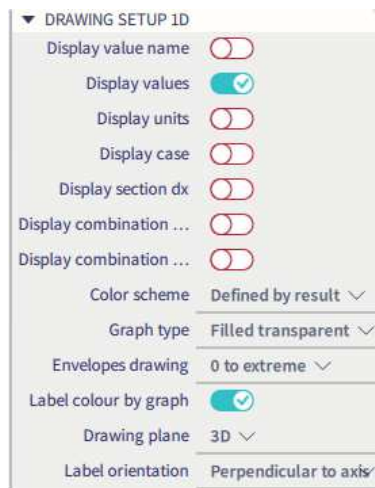 DRAWING SETUP 1D
Display value name
Display values
Display units
Display case
Display section dx
Display combination ...
Display combination ...
Color scheme Defined by result
Graph type Filled transparent
Envelopes drawing 0 to extreme
Label colour by graph
Drawing plane 3D
Label orientation Perpendicular to axis